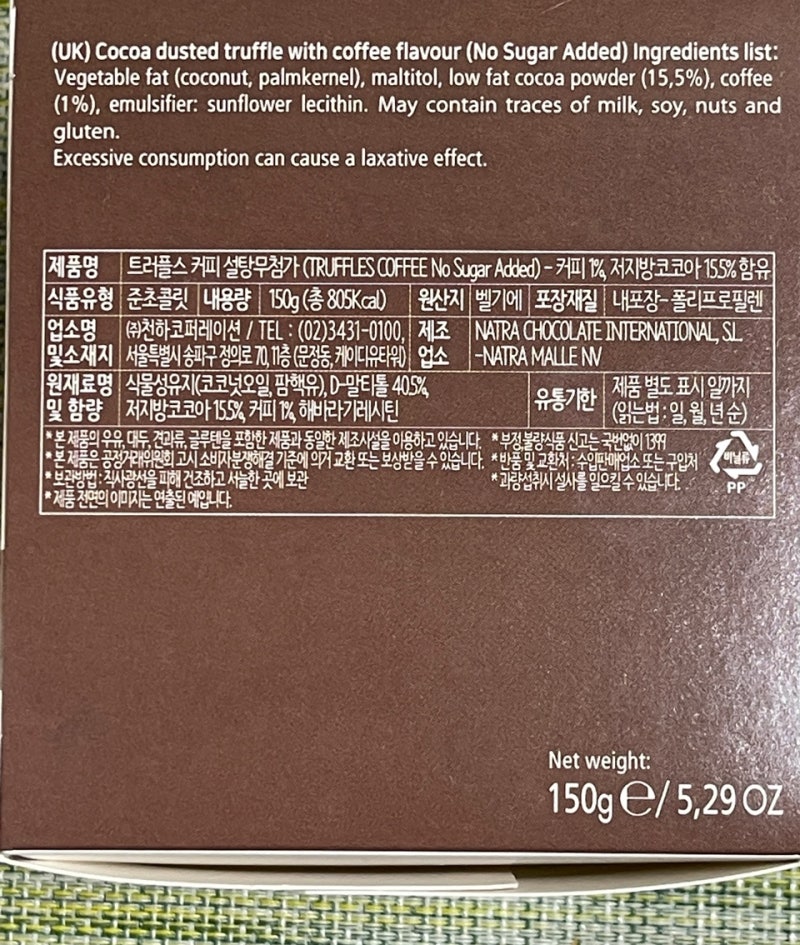 (UK) Cocoa dusted truffle with coffee flavour (No Sugar Added) Ingredients list:
Vegetable fat (coconut, palmkernel), maltitol, low fat cocoa powder (15,5%), coffee
(1%), emulsifier: sunflower lecithin. May contain traces of milk, soy, nuts and
gluten.
Excessive consumption can cause a laxative effect.
제품명 트러플스 커피 설탕무첨가 (TRUFFLES COFFEE No Sugar Added) - 커피 1%, 저지방코코아 15.5% 함유
식품유형 준초콜릿 내용량 150g (총 805Kcal) 원산지 벨기에 포장재질 내포장-폴리프로필렌
업소명 및소재지 ㈜천하코퍼레이션 / TEL : (02)3431-0100,
서울특별시 송파구 정의로 70, 11층 (문정동, 케이디유타워)
제조업소 NATRA CHOCOLATE INTERNATIONAL, S.L.
-NATRA MALLE NV
원재료명 및 함량 식물성유지(코코넛오일, 팜핵유), D-말티톨 40.5%,
저지방코코아 15.5%, 커피 1%, 해바라기레시틴
유통기한 제품 별도 표시 일까지
(읽는법 : 일, 월, 년 순)
* 본 제품의 우유, 대두, 견과류, 글루텐을 포함한 제품과 동일한 제조시설을 이용하고 있습니다. * 부정·불량식품 신고는 국번없이 1399
* 본 제품은 공정거래위원회 고시 소비자분쟁해결 기준에 의거 교환 또는 보상받을 수 있습니다. * 반품 및 교환처 : 수입판매업소 또는 구입처
* 보관방법 : 직사광선을 피해 건조하고 서늘한 곳에 보관 * 과량섭취시 설사를 일으킬 수 있습니다.
* 제품 전면의 이미지는 연출된 예입니다.
비닐류
PP
Net weight:
150g e/ 5,29 OZ